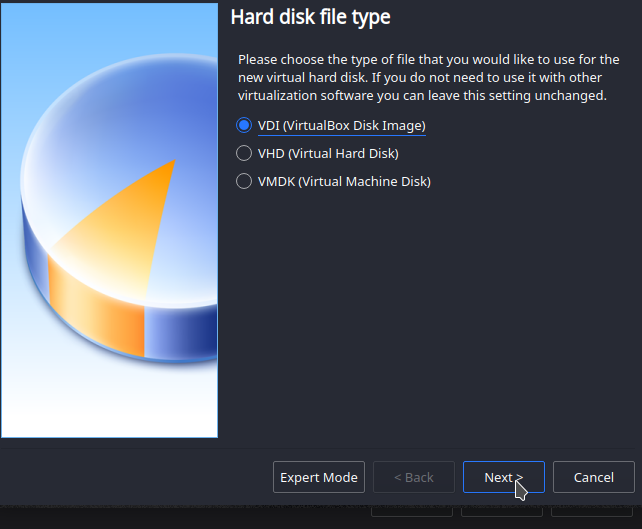 Hard disk file type
Please choose the type of file that you would like to use for the
new virtual hard disk. If you do not need to use it with other
virtualization software you can leave this setting unchanged.
VDI (VirtualBox Disk Image)
VHD (Virtual Hard Disk)
VMDK (Virtual Machine Disk)
Expert Mode
< Back
Next >
Cancel